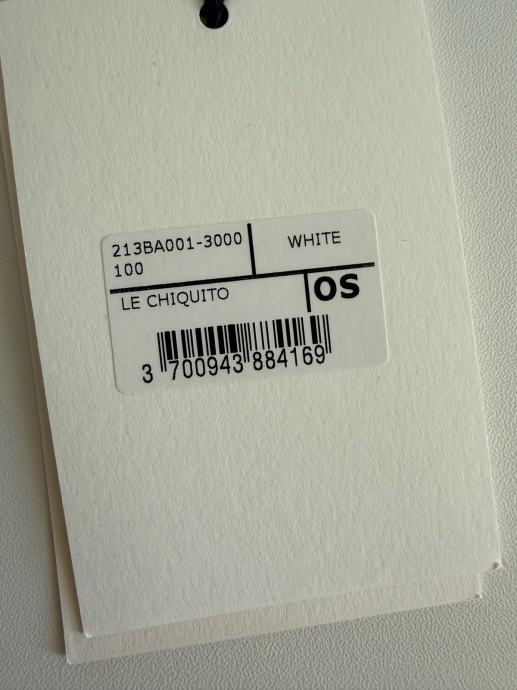 213BA001-3000
100
WHITE
LE CHIQUITO
OS
3 700943 884169